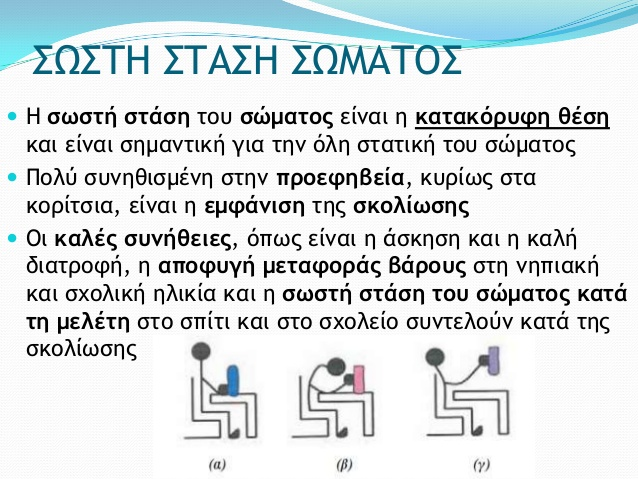 ΣΩΣΤΗ ΣΤΑΣΗ ΣΩΜΑΤΟΣ
Η σωστή στάση του σώματος είναι η κατακόρυφη θέση
και είναι σημαντική για την όλη στατική του σώματος
Πολύ συνηθισμένη στην προεφηβεία, κυρίως στα
κορίτσια, είναι η εμφάνιση της σκολίωσης
Οι καλές συνήθειες, όπως είναι η άσκηση και η καλή
διατροφή, η αποφυγή μεταφοράς βάρους στη νηπιακή
και σχολική ηλικία και η σωστή στάση του σώματος κατά
τη μελέτη στο σπίτι και στο σχολείο συντελούν κατά της
σκολίωσης
(α) (β) (γ)